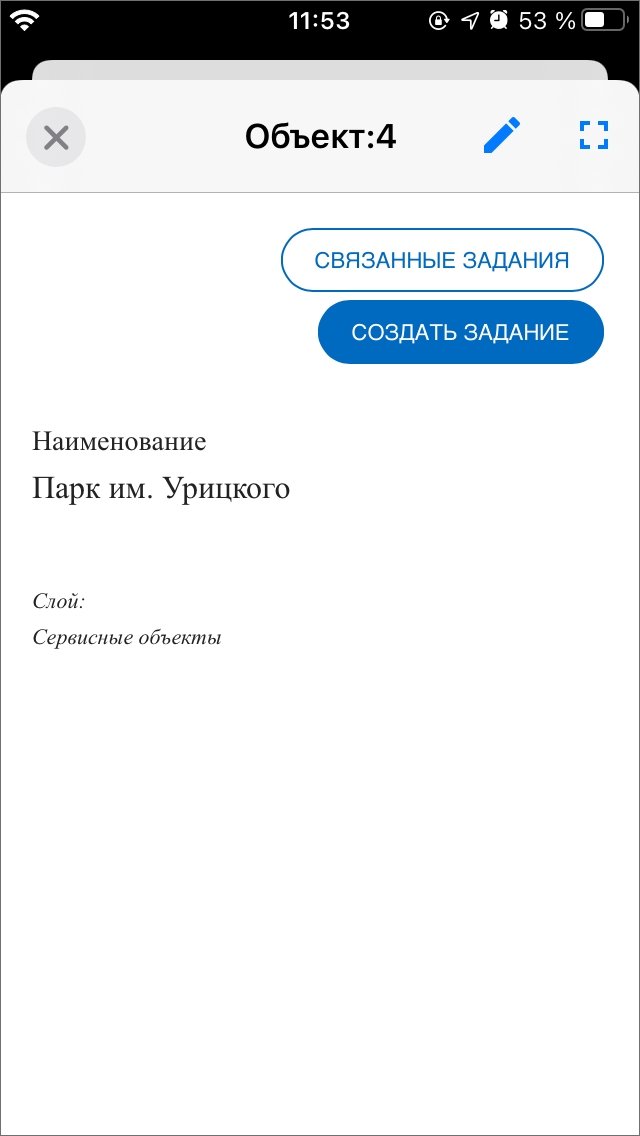 11:53
53 %
Объект:4
СВЯЗАННЫЕ ЗАДАНИЯ
СОЗДАТЬ ЗАДАНИЕ
Наименование
Парк им. Урицкого
Слой:
Сервисные объекты